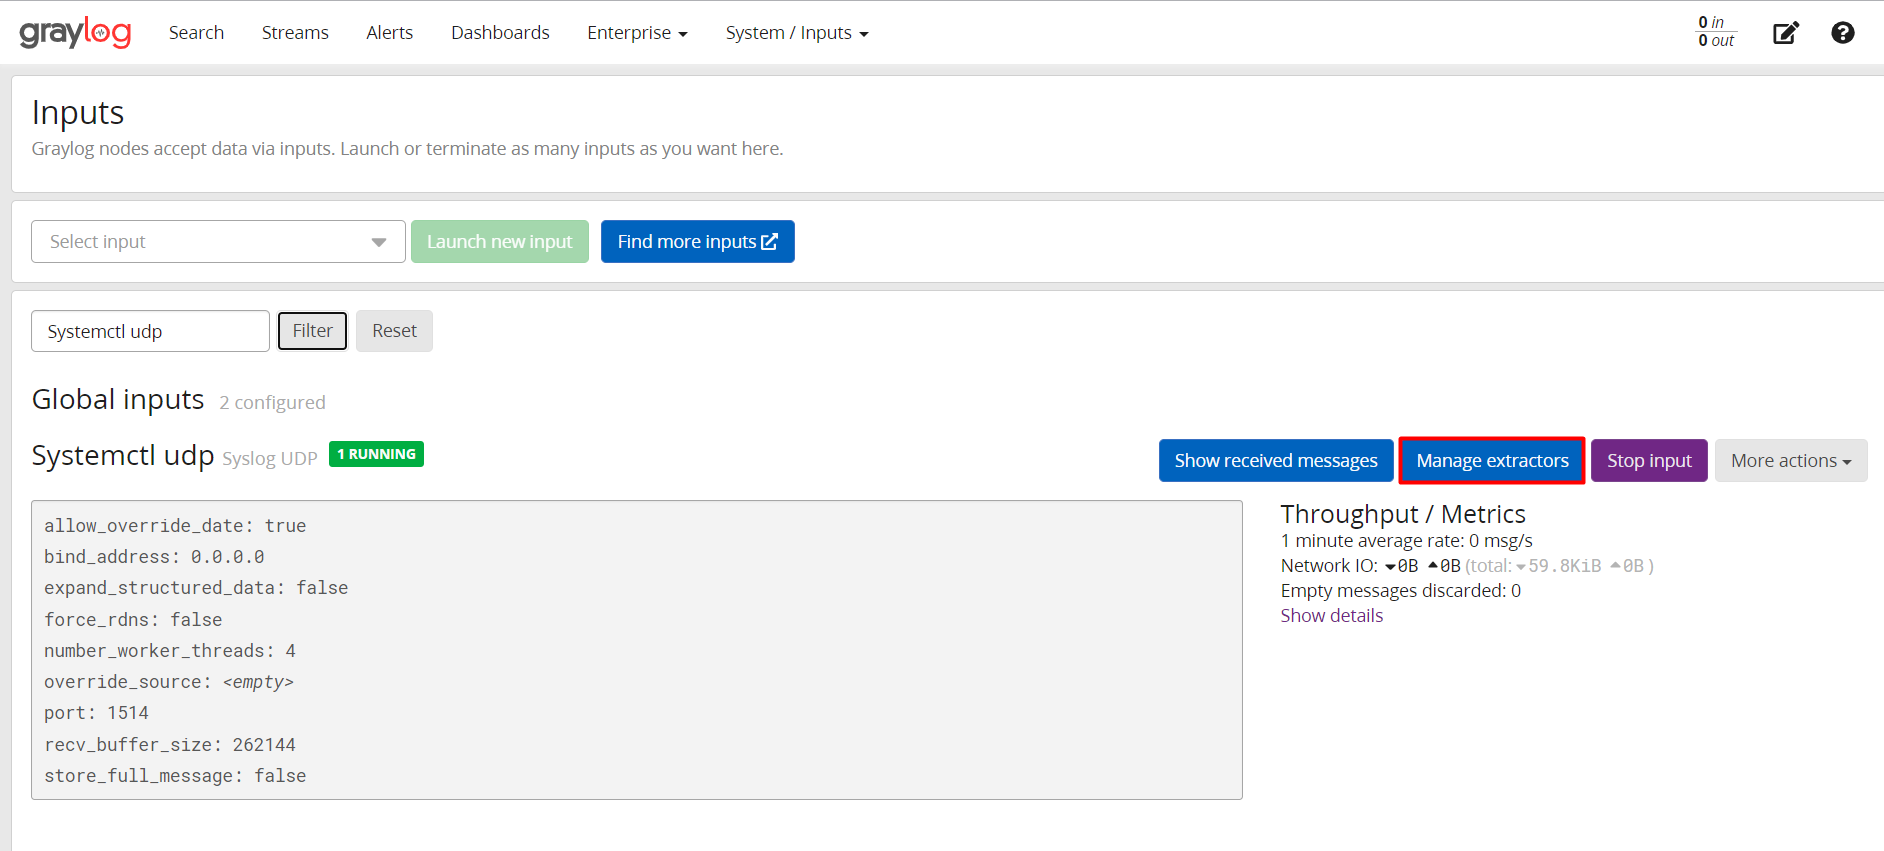 graylog Search Streams Alerts Dashboards Enterprise System / Inputs 0 in
0 out
Inputs
Graylog nodes accept data via inputs. Launch or terminate as many inputs as you want here.
Select input Launch new input Find more inputs
Systemctl udp Filter Reset
Global inputs 2 configured
Systemctl udp Syslog UDP 1 RUNNING Show received messages Manage extractors Stop input More actions
allow_override_date: true
bind_address: 0.0.0.0
expand_structured_data: false
force_rdns: false
number_worker_threads: 4
override_source: <empty>
port: 1514
recv_buffer_size: 262144
store_full_message: false
Throughput / Metrics
1 minute average rate: 0 msg/s
Network IO: 0B 0B (total: 59.8KiB 0B )
Empty messages discarded: 0
Show details